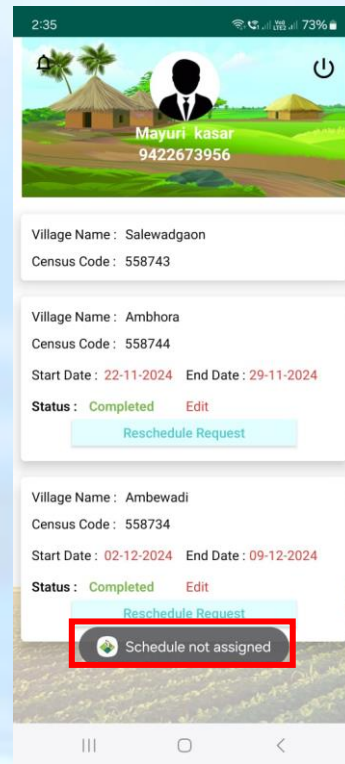 2:35 73%
Mayuri kasar
9422673956
Village Name : Salewadgaon
Census Code : 558743
Village Name : Ambhora
Census Code : 558744
Start Date : 22-11-2024 End Date : 29-11-2024
Status : Completed Edit
Reschedule Request
Village Name : Ambewadi
Census Code : 558734
Start Date : 02-12-2024 End Date : 09-12-2024
Status : Completed Edit
Reschedule Request
Schedule not assigned